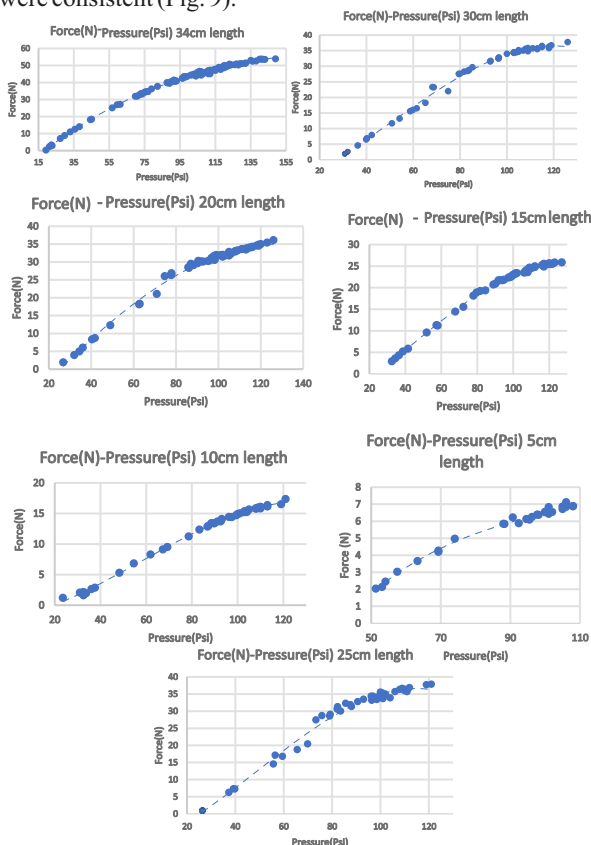 were consistent (Fig. 9).
Force(N)-Pressure(Psi) 34cm length
60
50
40
30
20
10
0
Force(N)
15 35 55 75 95 115 135 155
Pressure(Psi)
Force(N)-Pressure(Psi) 30cm length
40
35
30
25
20
15
10
5
0
Force(N)
20 40 60 80 100 120
Pressure(Psi)
Force(N) - Pressure(Psi) 20cm length
40
35
30
25
20
15
10
5
0
Force(N)
20 40 60 80 100 120 140
Pressure(Psi)
Force(N) - Pressure(Psi) 15cm length
30
25
20
15
10
5
0
Force(N)
20 40 60 80 100 120
Pressure(Psi)
Force(N)-Pressure(Psi) 10cm length
20
15
10
5
0
Force(N)
20 40 60 80 100 120
Pressure(Psi)
Force(N)-Pressure(Psi) 5cm
length
8
7
6
5
4
3
2
1
0
Force (N)
50 70 90 110
Pressure(Psi)
Force(N)-Pressure(Psi) 25cm length
40
35
30
25
20
15
10
5
0
Force(N)
20 40 60 80 100 120
Pressure(Psi)